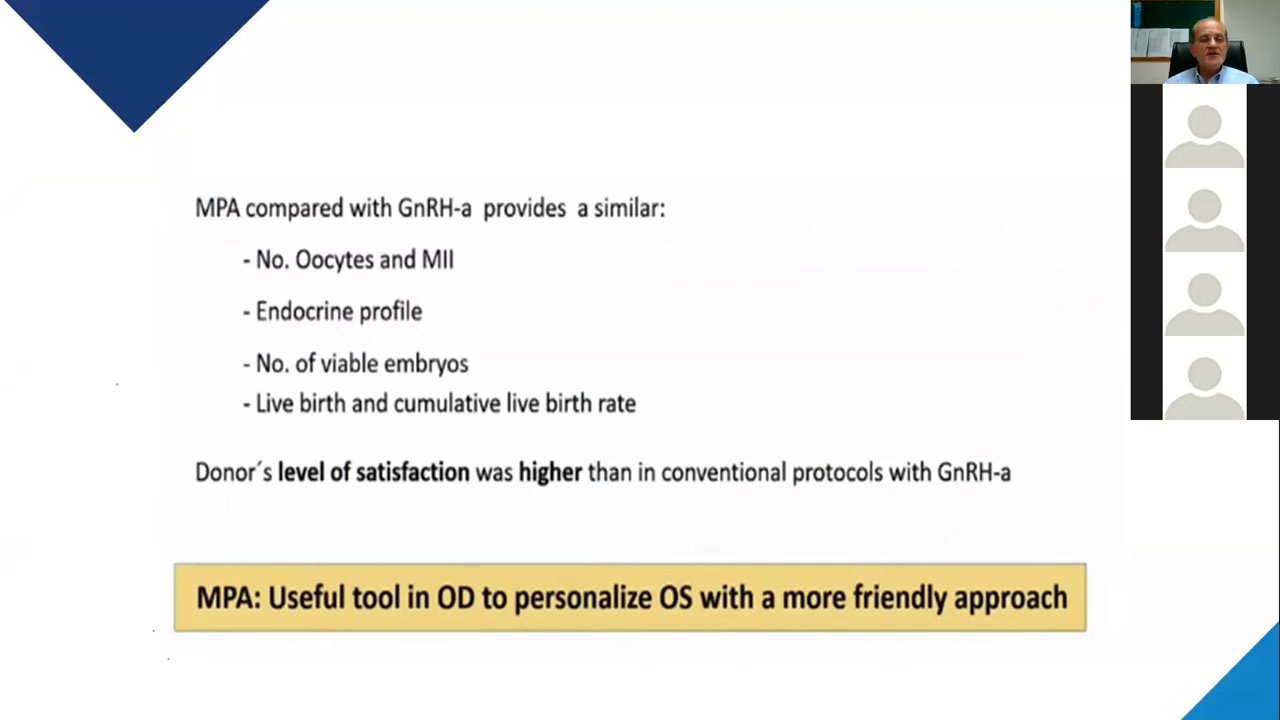 MPA compared with GnRH-a provides a similar:
- No. Oocytes and MII
- Endocrine profile
- No. of viable embryos
- Live birth and cumulative live birth rate
Donor´s level of satisfaction was higher than in conventional protocols with GnRH-a
MPA: Useful tool in OD to personalize OS with a more friendly approach